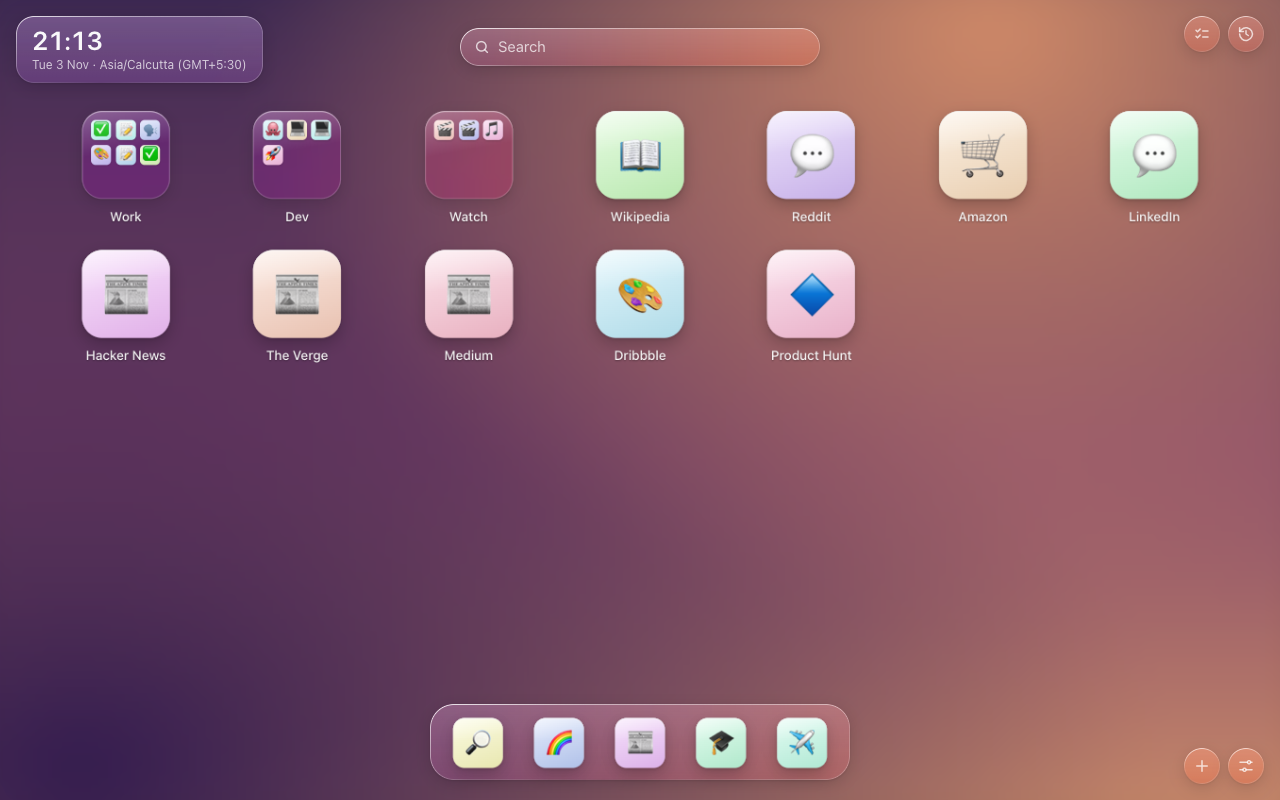 21:13
Tue 3 Nov · Asia/Calcutta (GMT+5:30)
Search
Work
Dev
Watch
Wikipedia
Reddit
Amazon
LinkedIn
Hacker News
The Verge
Medium
Dribbble
Product Hunt